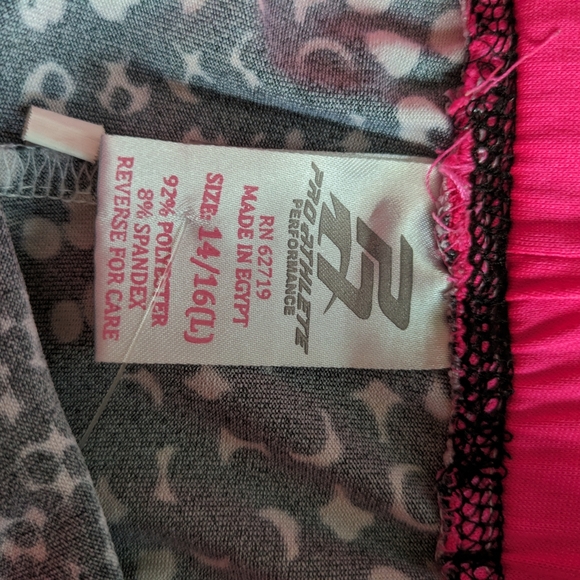 PRO ATHLETE
PERFORMANCE
RN 62719
MADE IN EGYPT
SIZE: 14/16(L)
92% POLYESTER
8% SPANDEX
REVERSE FOR CARE